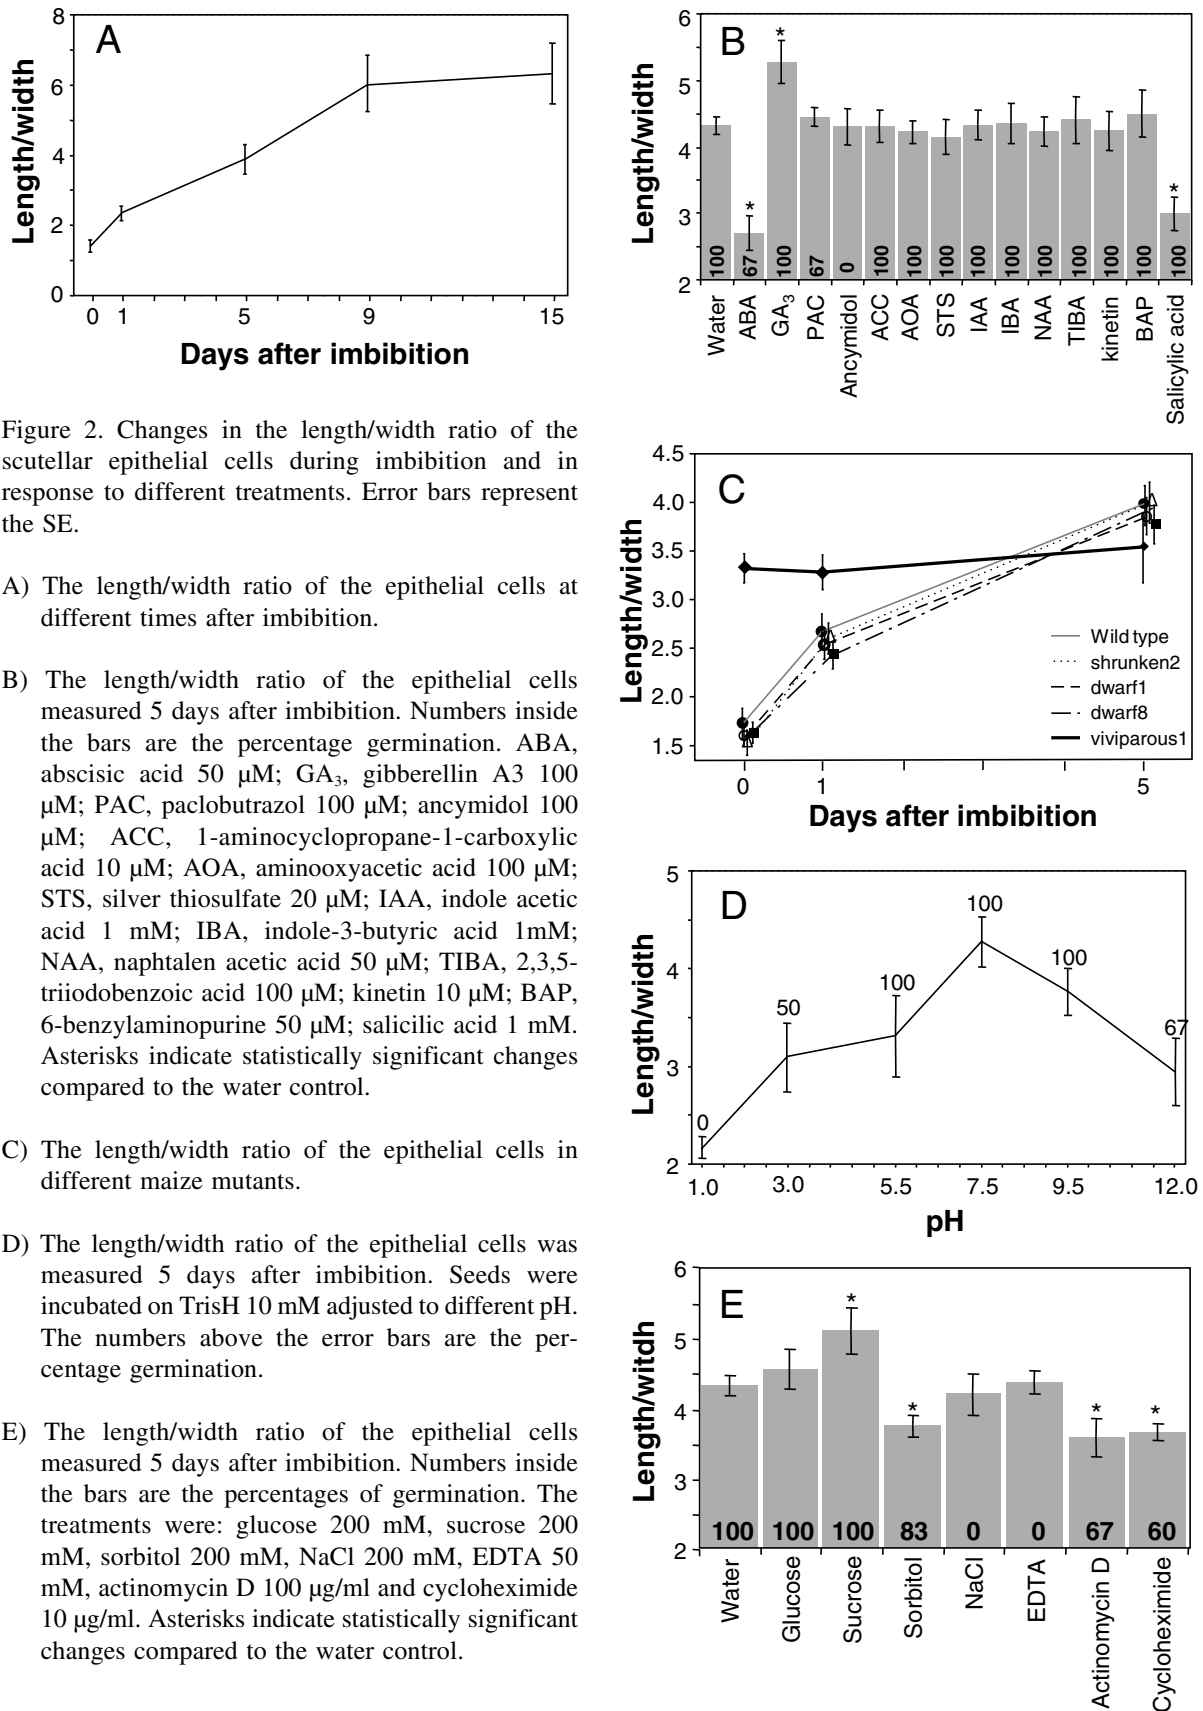 A
Length/width
8
6
4
2
0
0 1 5 9 15
Days after imbibition
B
Length/width
6
5
4
3
2
*
*
*
100 67 100 67 0 100 100 100 100 100 100 100 100 100 100
Water
ABA
GA₃
PAC
Ancymidol
ACC
AOA
STS
IAA
IBA
NAA
TIBA
kinetin
BAP
Salicylic acid
Figure 2. Changes in the length/width ratio of the
scutellar epithelial cells during imbibition and in
response to different treatments. Error bars represent
the SE.
A) The length/width ratio of the epithelial cells at
different times after imbibition.
B) The length/width ratio of the epithelial cells
measured 5 days after imbibition. Numbers inside
the bars are the percentage germination. ABA,
abscisic acid 50 μM; GA₃, gibberellin A3 100
μM; PAC, paclobutrazol 100 μM; ancymidol 100
μM; ACC, 1-aminocyclopropane-1-carboxylic
acid 10 μM; AOA, aminooxyacetic acid 100 μM;
STS, silver thiosulfate 20 μM; IAA, indole acetic
acid 1 mM; IBA, indole-3-butyric acid 1mM;
NAA, naphtalen acetic acid 50 μM; TIBA, 2,3,5-
triiodobenzoic acid 100 μM; kinetin 10 μM; BAP,
6-benzylaminopurine 50 μM; salicilic acid 1 mM.
Asterisks indicate statistically significant changes
compared to the water control.
C) The length/width ratio of the epithelial cells in
different maize mutants.
D) The length/width ratio of the epithelial cells was
measured 5 days after imbibition. Seeds were
incubated on TrisH 10 mM adjusted to different pH.
The numbers above the error bars are the per-
centage germination.
E) The length/width ratio of the epithelial cells
measured 5 days after imbibition. Numbers inside
the bars are the percentages of germination. The
treatments were: glucose 200 mM, sucrose 200
mM, sorbitol 200 mM, NaCl 200 mM, EDTA 50
mM, actinomycin D 100 μg/ml and cycloheximide
10 μg/ml. Asterisks indicate statistically significant
changes compared to the water control.
C
Length/width
4.5
4.0
3.5
3.0
2.5
2.0
1.5
Wild type
shrunken2
dwarf1
dwarf8
viviparous1
0 1 5
Days after imbibition
D
Length/width
5
4
3
2
0
50
100
100
100
67
1.0 3.0 5.5 7.5 9.5 12.0
pH
E
Length/witdh
6
5
4
3
2
*
*
*
*
100 100 100 83 0 0 67 60
Water
Glucose
Sucrose
Sorbitol
NaCl
EDTA
Actinomycin D
Cycloheximide